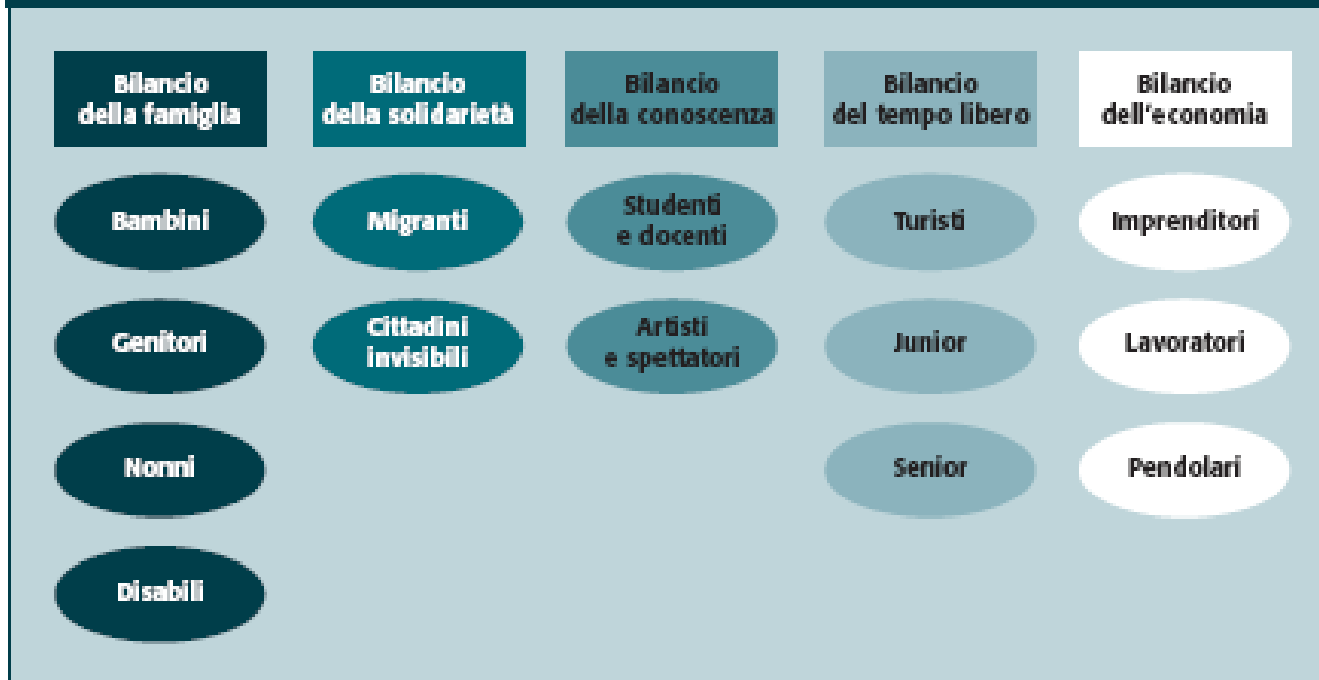 Bilancio
della famiglia
Bilancio
della solidarietà
Bilancio
della conoscenza
Bilancio
del tempo libero
Bilancio
dell'economia
Bambini
Migranti
Studenti
e docenti
Turisti
Imprenditori
Genitori
Cittadini
invisibili
Artisti
e spettatori
Junior
Lavoratori
Nonni
Senior
Pendolari
Disabili